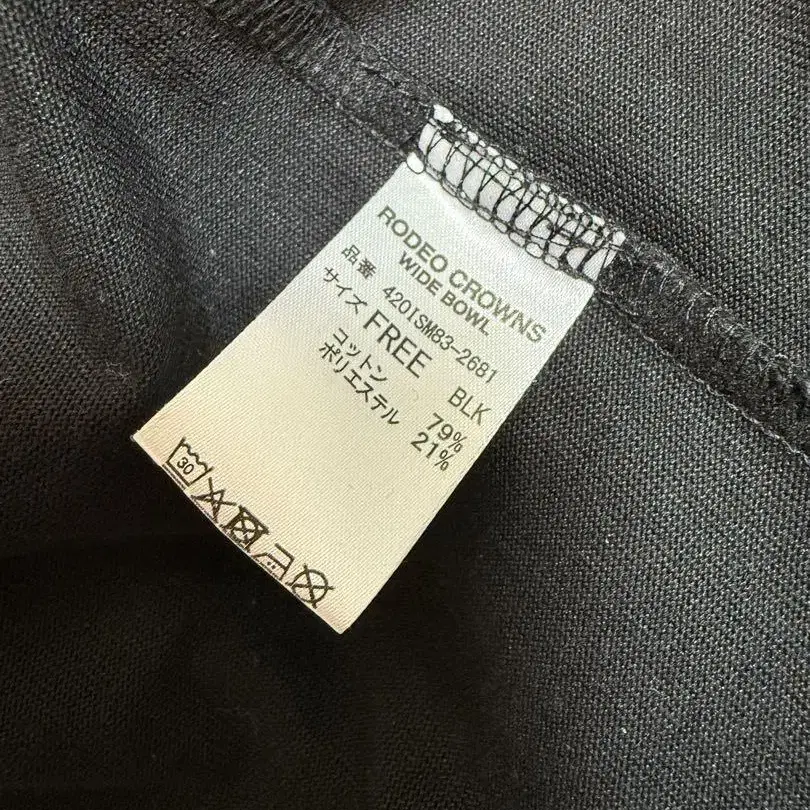 RODEO CROWNS
WIDE BOWL
品番 420ISM83-2681
サイズ FREE BLK
コットン 79%
ポリエステル 21%
30